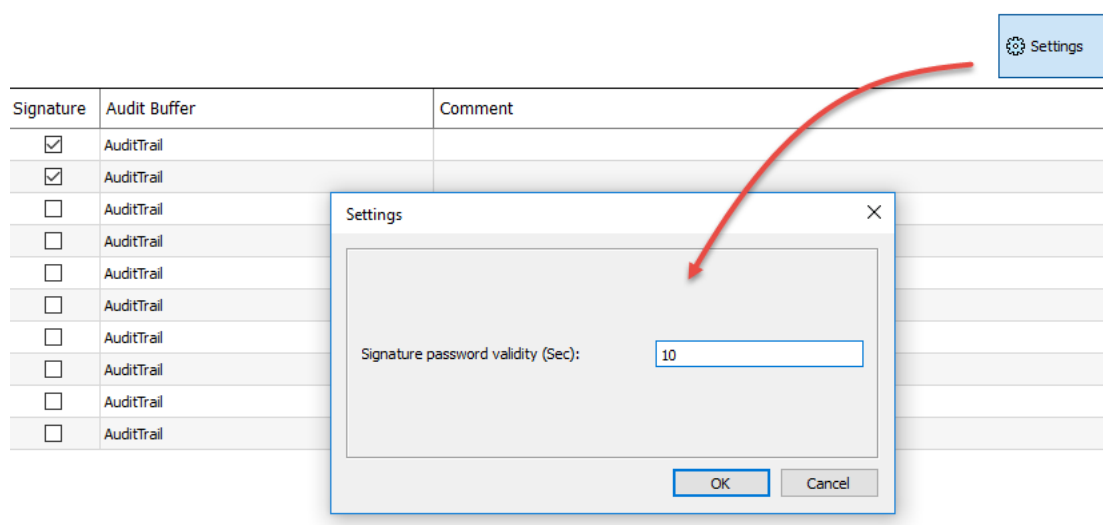 Settings
Signature Audit Buffer Comment
AuditTrail
AuditTrail
AuditTrail
AuditTrail
AuditTrail
AuditTrail
AuditTrail
AuditTrail
AuditTrail
AuditTrail
Settings
Signature password validity (Sec): 10
OK Cancel